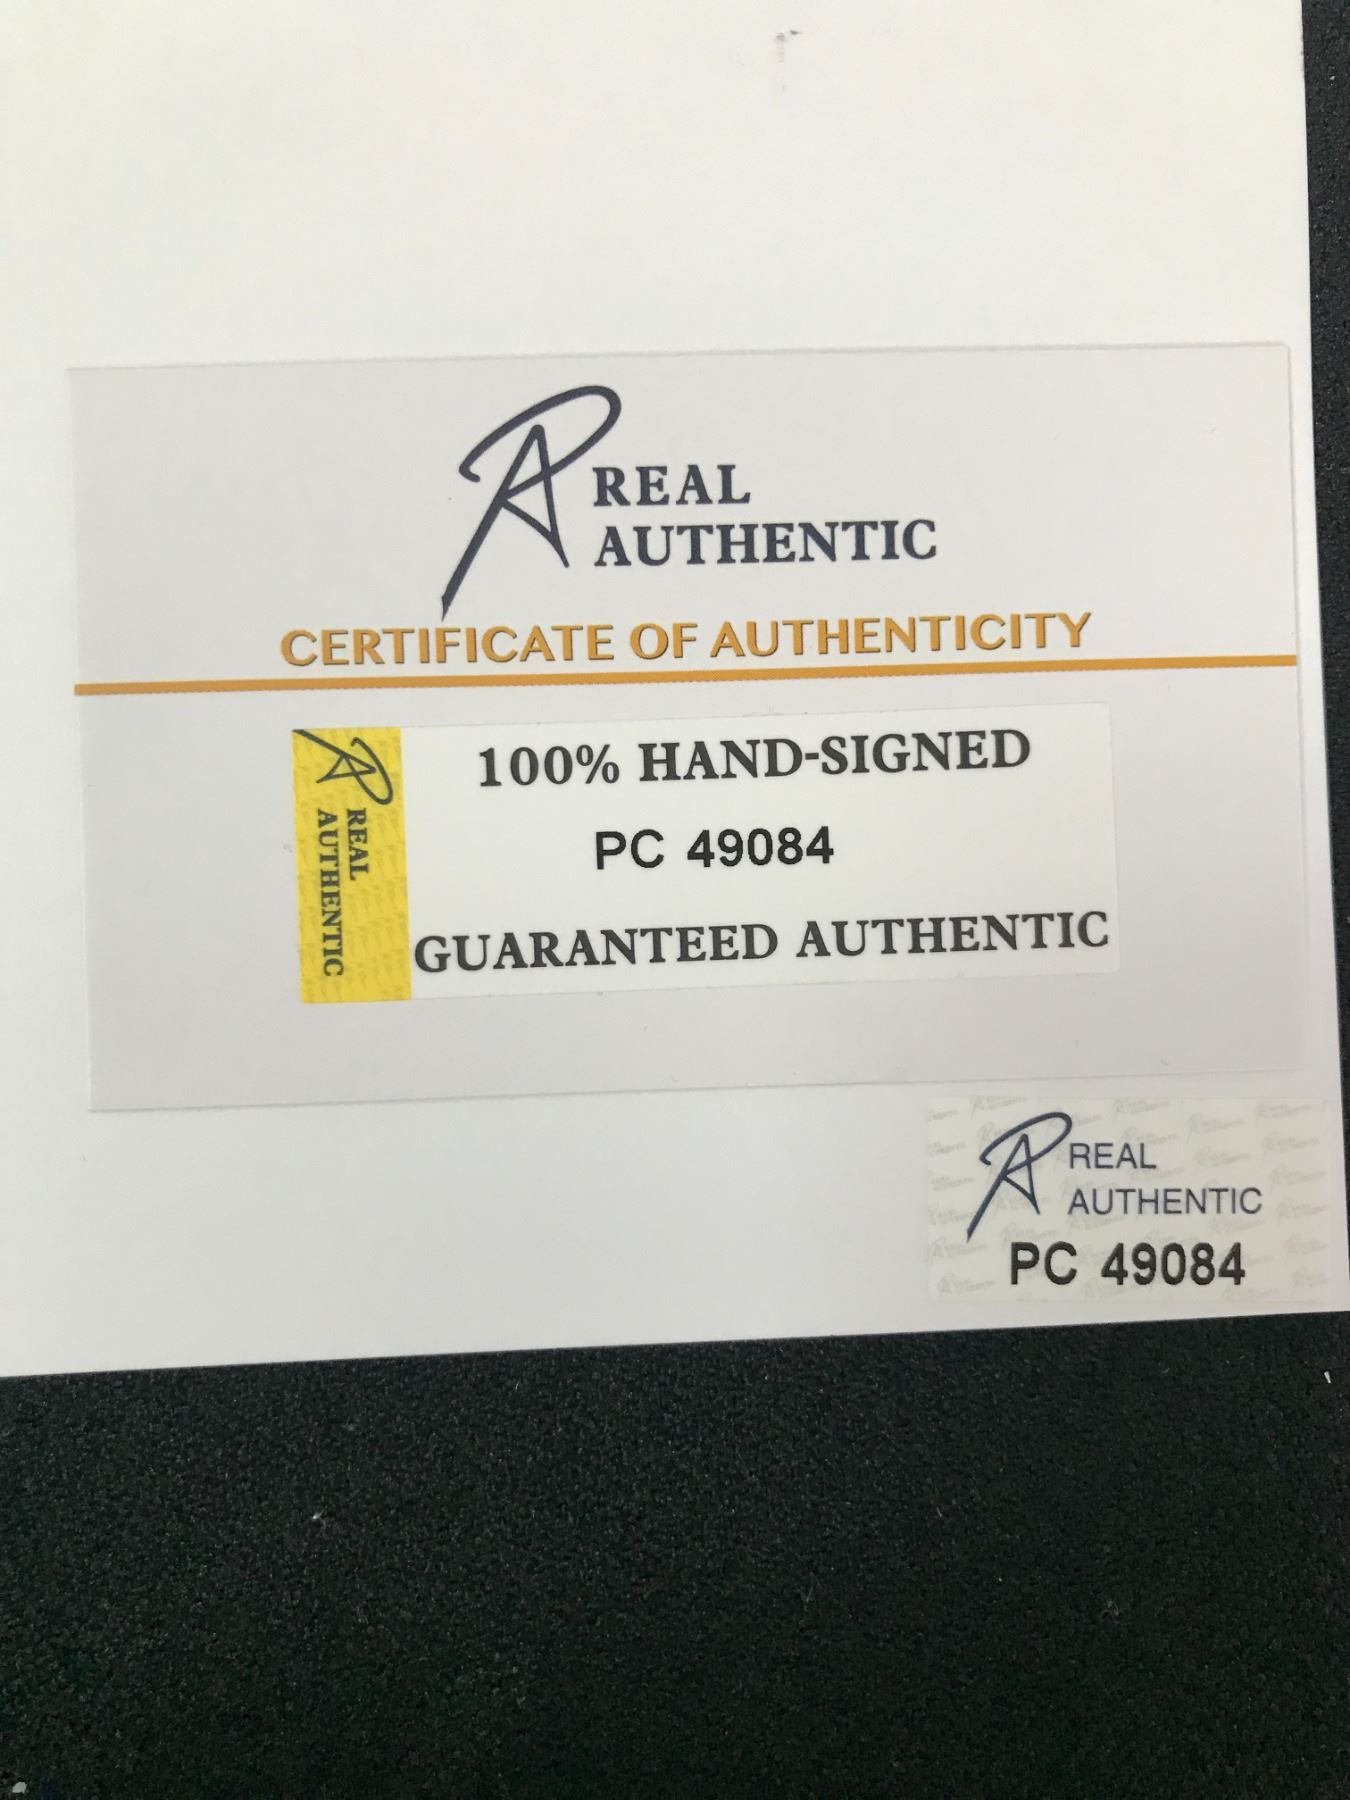 REAL
AUTHENTIC
CERTIFICATE OF AUTHENTICITY
REAL
AUTHENTIC
100% HAND-SIGNED
PC 49084
GUARANTEED AUTHENTIC
REAL
AUTHENTIC
PC 49084